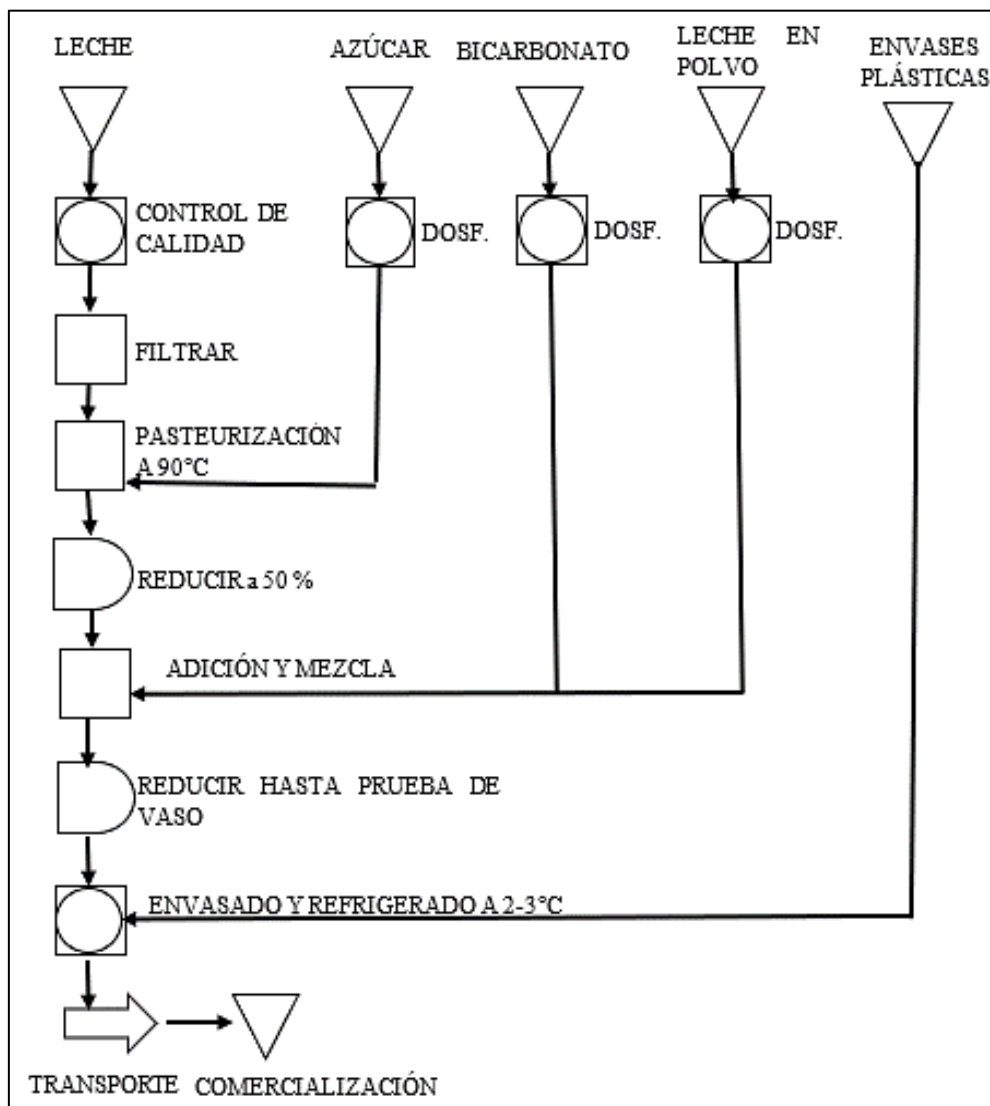 LECHE
AZÚCAR
BICARBONATO
LECHE EN
POLVO
ENVASES
PLÁSTICAS
CONTROL DE
CALIDAD
DOSF.
DOSF.
DOSF.
FILTRAR
PASTEURIZACIÓN
A 90°C
REDUCIR a 50 %
ADICIÓN Y MEZCLA
REDUCIR HASTA PRUEBA DE
VASO
ENVASADO Y REFRIGERADO A 2-3°C
TRANSPORTE
COMERCIALIZACIÓN